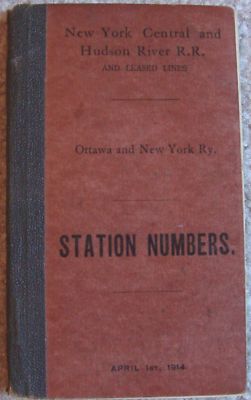 New York Central and
Hudson River R.R.
AND LEASED LINES
Ottawa and New York Ry.
STATION NUMBERS.
APRIL 1ST, 1914